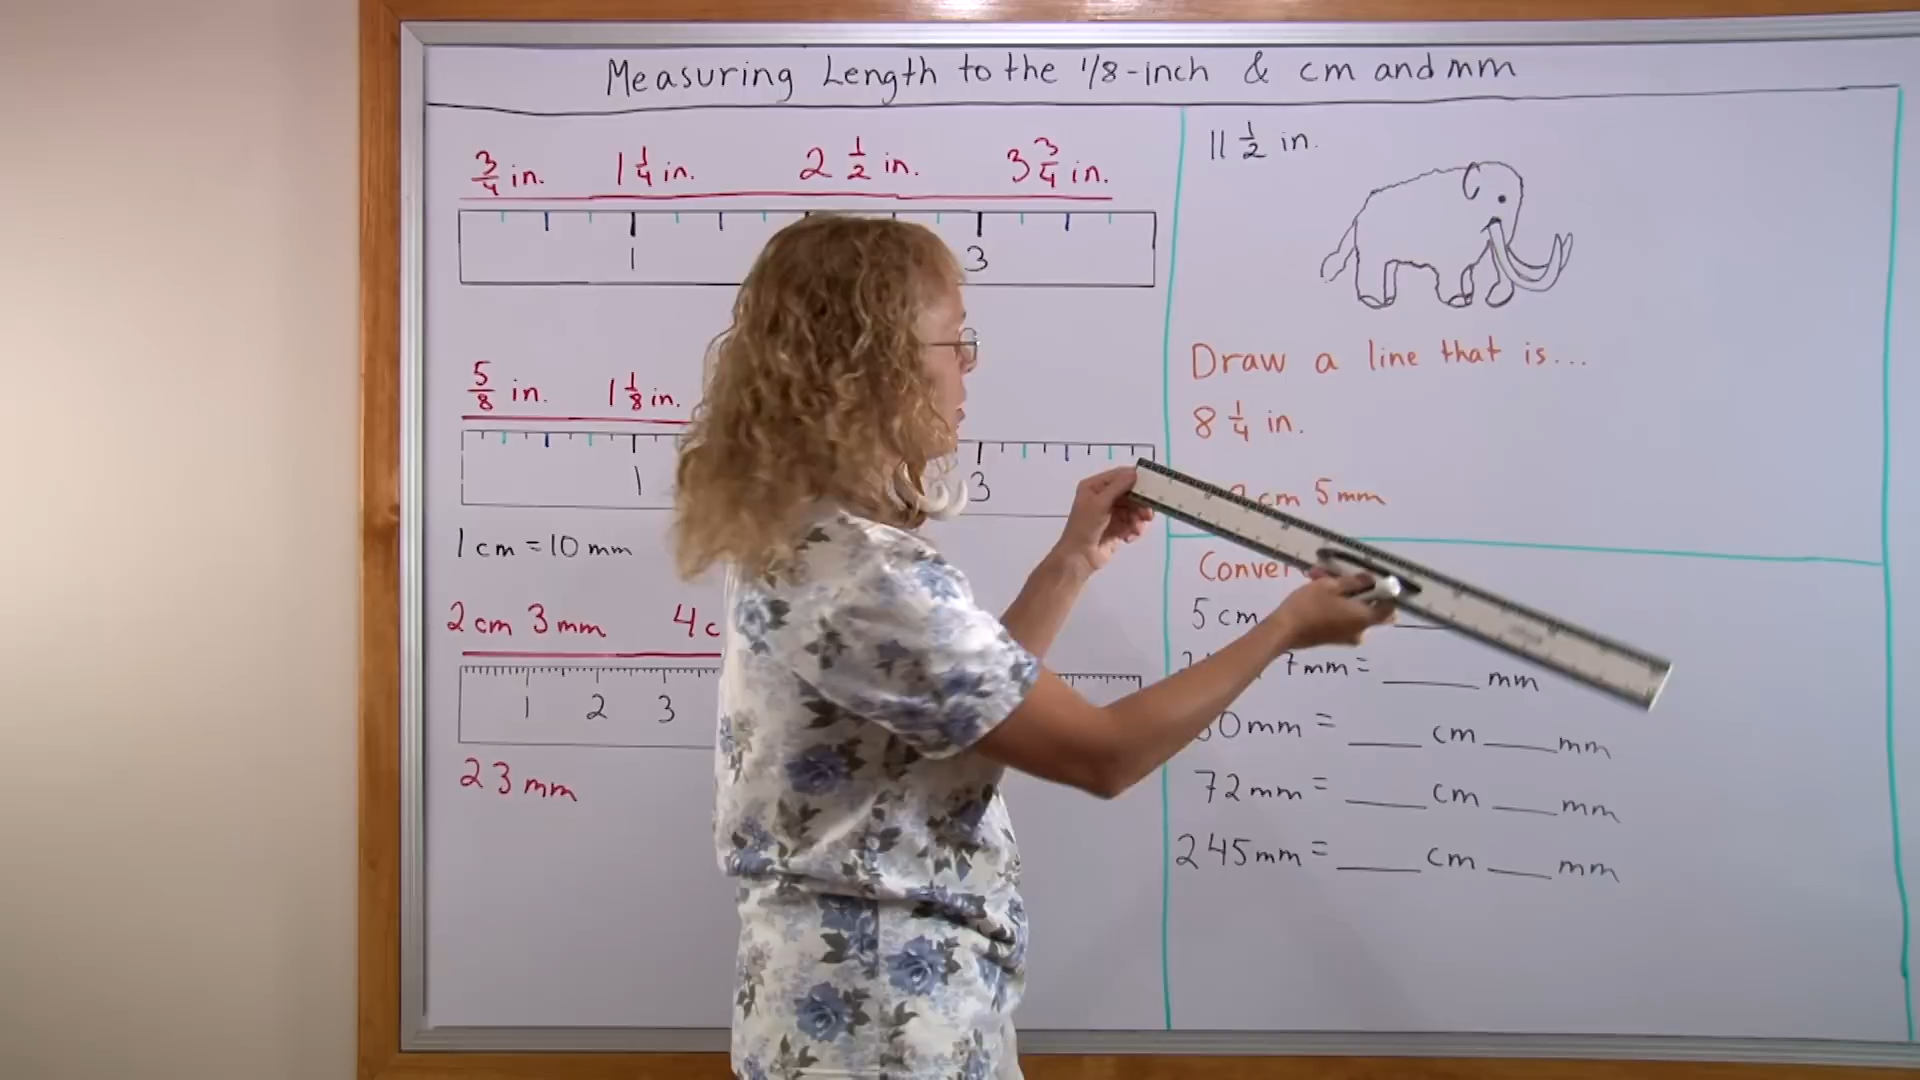 Measuring Length to the 1/8-inch & cm and mm
3/4 in. 1 1/4 in. 2 1/2 in. 3 3/4 in.
1 3
5/8 in. 1 1/8 in.
1 3
1 cm = 10 mm
2 cm 3 mm 4 c
1 2 3
23 mm
11 1/2 in.
Draw a line that is...
8 1/4 in.
cm 5 mm
5 cm
7 mm = ____ mm
0 mm = ____ cm ____ mm
72 mm = ____ cm ____ mm
245 mm = ____ cm ____ mm